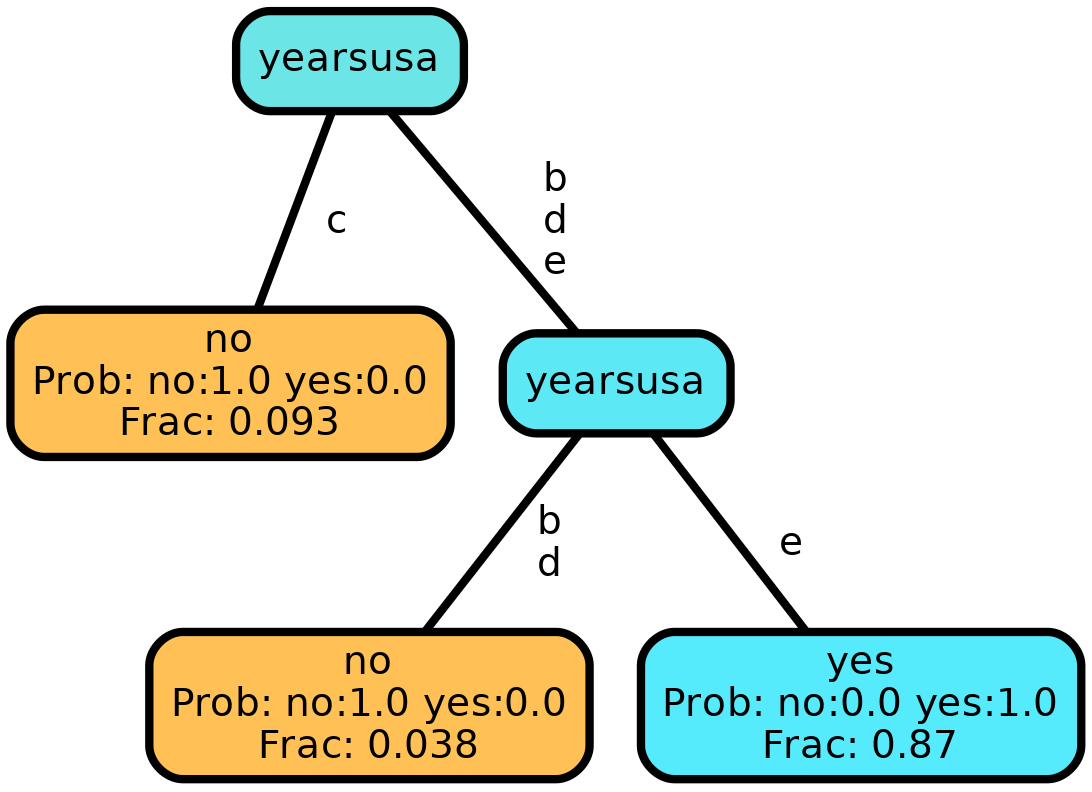 yearsusa
c
b
d
e
no
Prob: no:1.0 yes:0.0
Frac: 0.093
yearsusa
b
d
e
no
Prob: no:1.0 yes:0.0
Frac: 0.038
yes
Prob: no:0.0 yes:1.0
Frac: 0.87